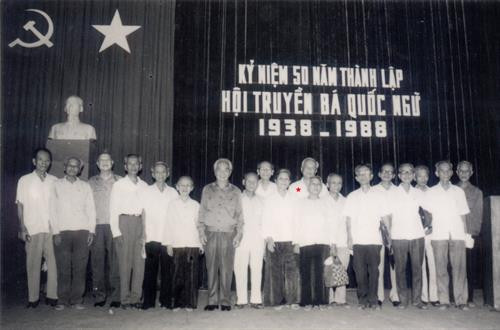 KỶ NIỆM 50 NĂM THÀNH LẬP
HỘI TRUYỀN BÁ QUỐC NGỮ
1938 - 1988